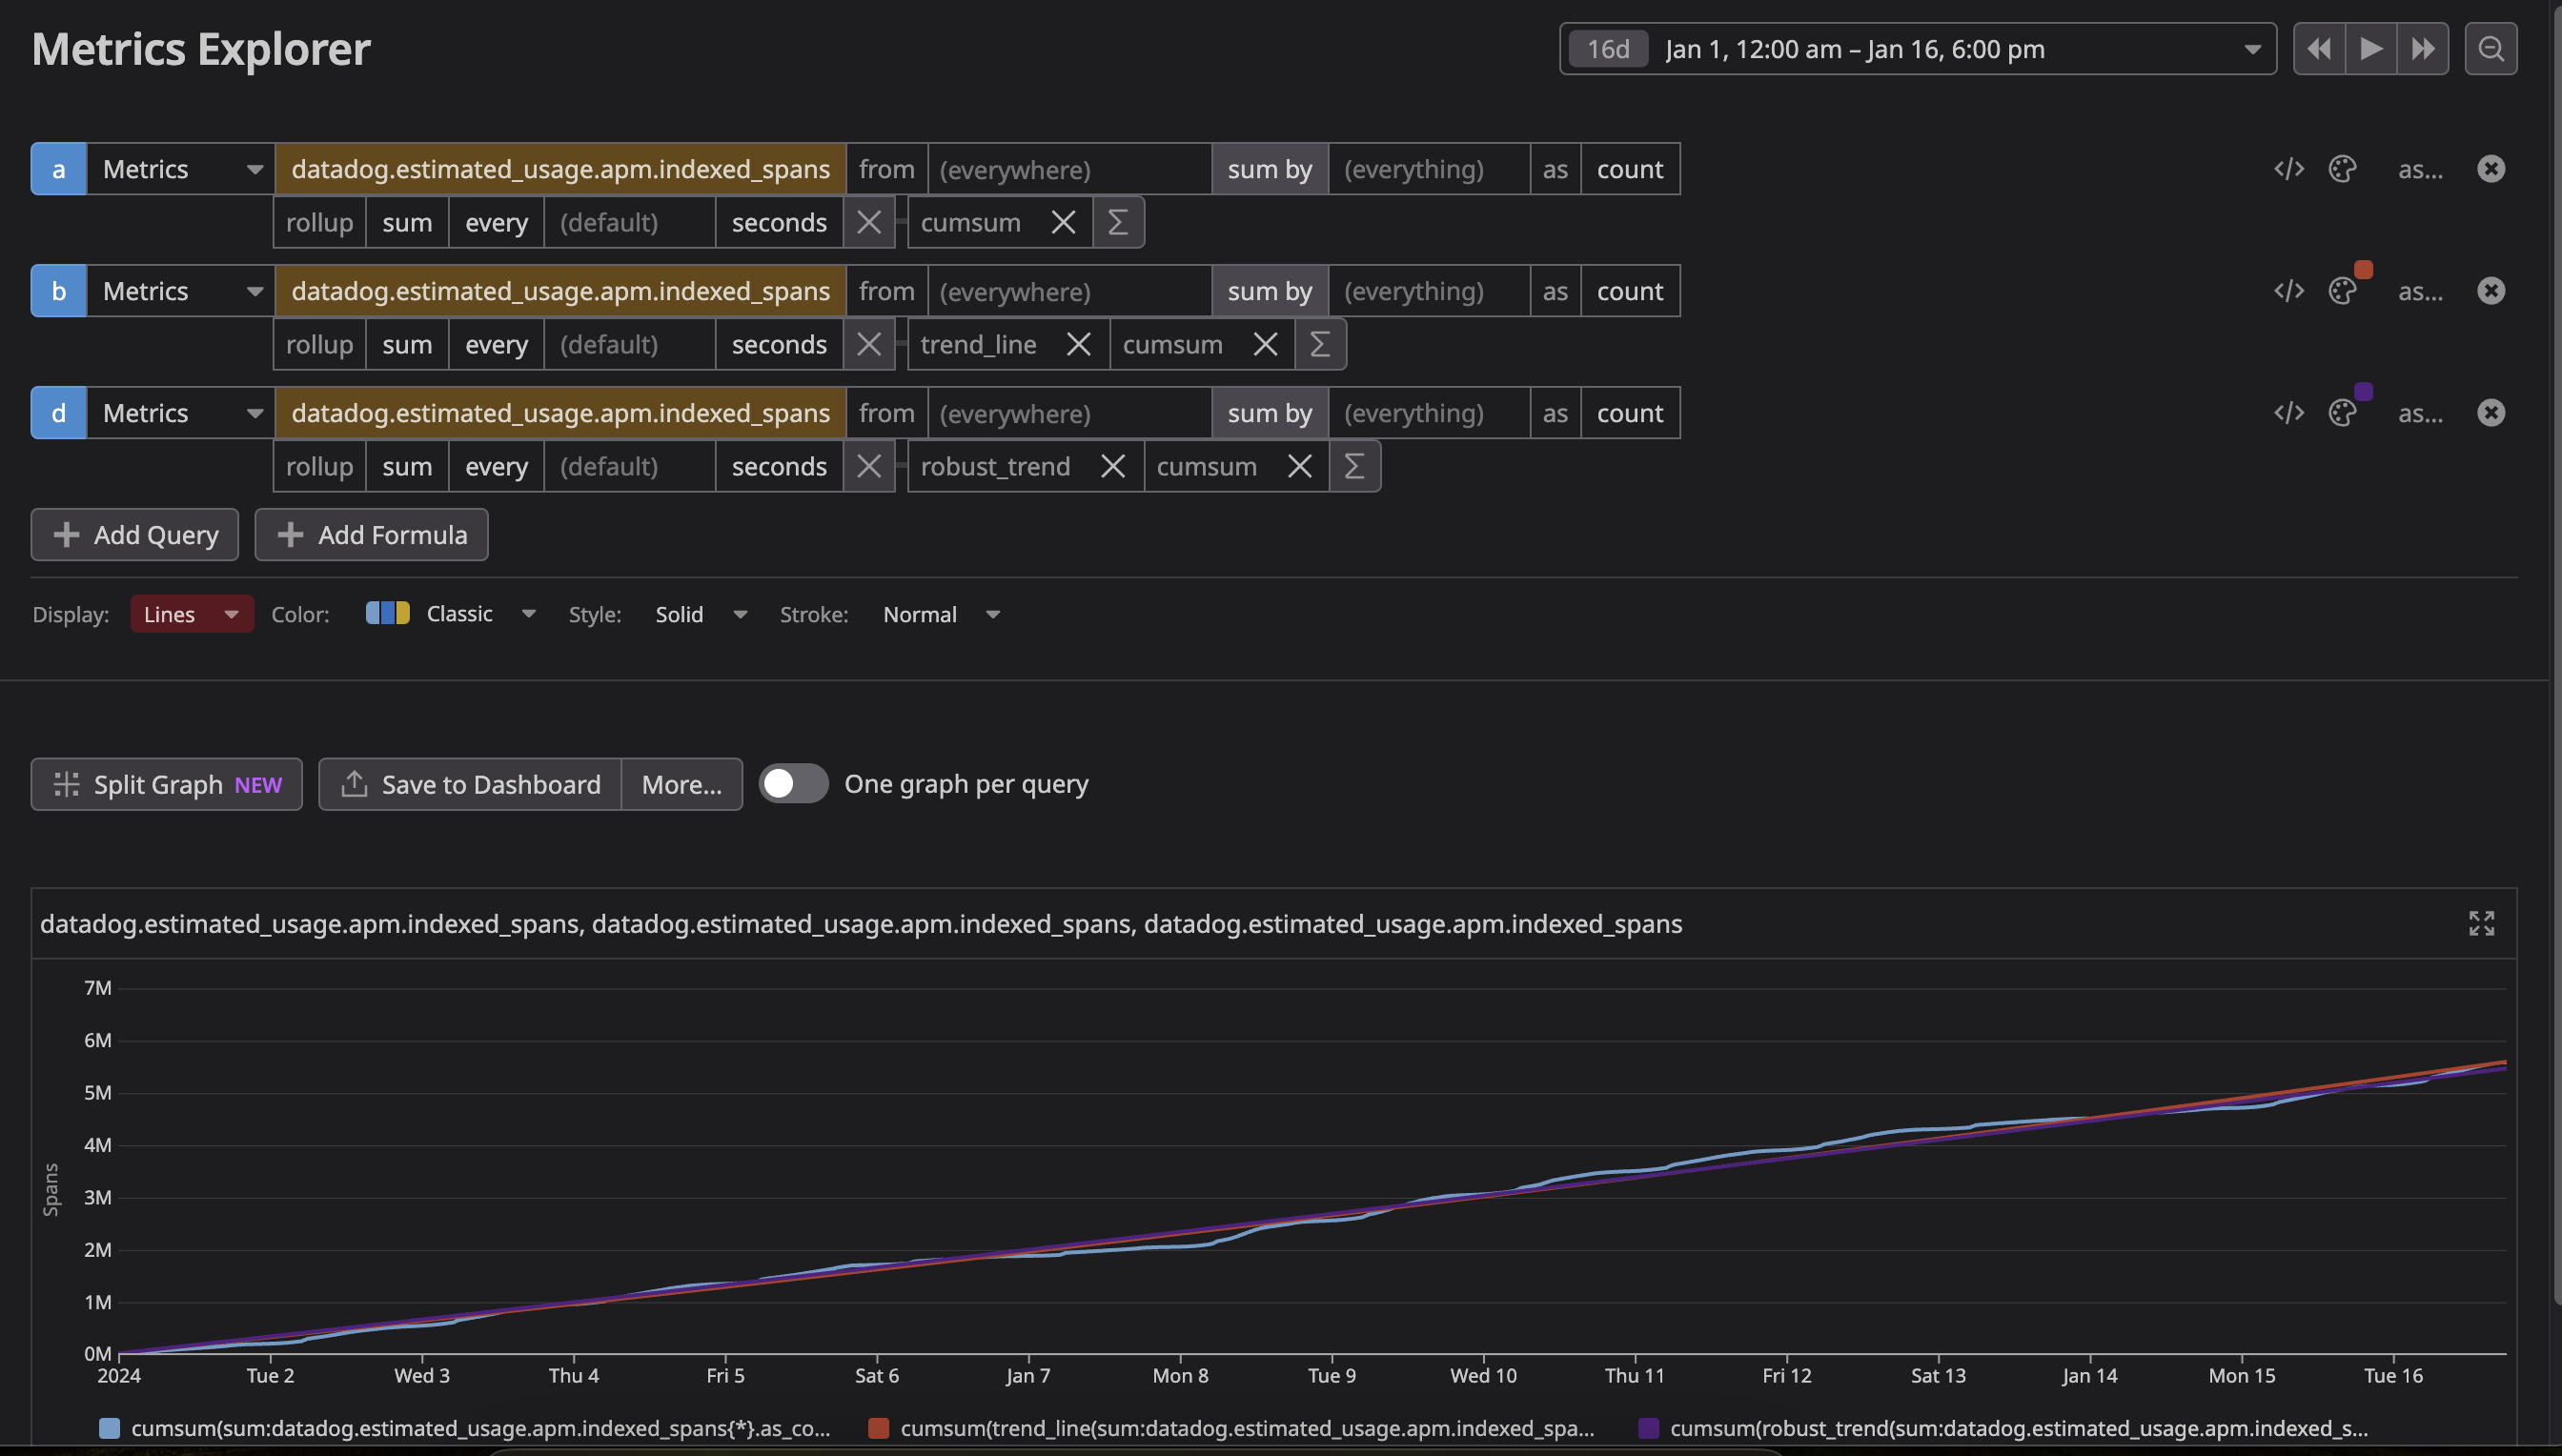 Metrics Explorer
16d Jan 1, 12:00 am – Jan 16, 6:00 pm
a Metrics datadog.estimated_usage.apm.indexed_spans from (everywhere) sum by (everything) as count as...
rollup sum every (default) seconds cumsum Σ
b Metrics datadog.estimated_usage.apm.indexed_spans from (everywhere) sum by (everything) as count as...
rollup sum every (default) seconds trend_line cumsum Σ
d Metrics datadog.estimated_usage.apm.indexed_spans from (everywhere) sum by (everything) as count as...
rollup sum every (default) seconds robust_trend cumsum Σ
Add Query Add Formula
Display: Lines Color: Classic Style: Solid Stroke: Normal
Split Graph NEW Save to Dashboard More... One graph per query
datadog.estimated_usage.apm.indexed_spans, datadog.estimated_usage.apm.indexed_spans, datadog.estimated_usage.apm.indexed_spans
7M
6M
5M
4M
3M
2M
1M
0M
Spans
2024 Tue 2 Wed 3 Thu 4 Fri 5 Sat 6 Jan 7 Mon 8 Tue 9 Wed 10 Thu 11 Fri 12 Sat 13 Jan 14 Mon 15 Tue 16
cumsum(sum:datadog.estimated_usage.apm.indexed_spans{*}.as_co... cumsum(trend_line(sum:datadog.estimated_usage.apm.indexed_spa... cumsum(robust_trend(sum:datadog.estimated_usage.apm.indexed_s...